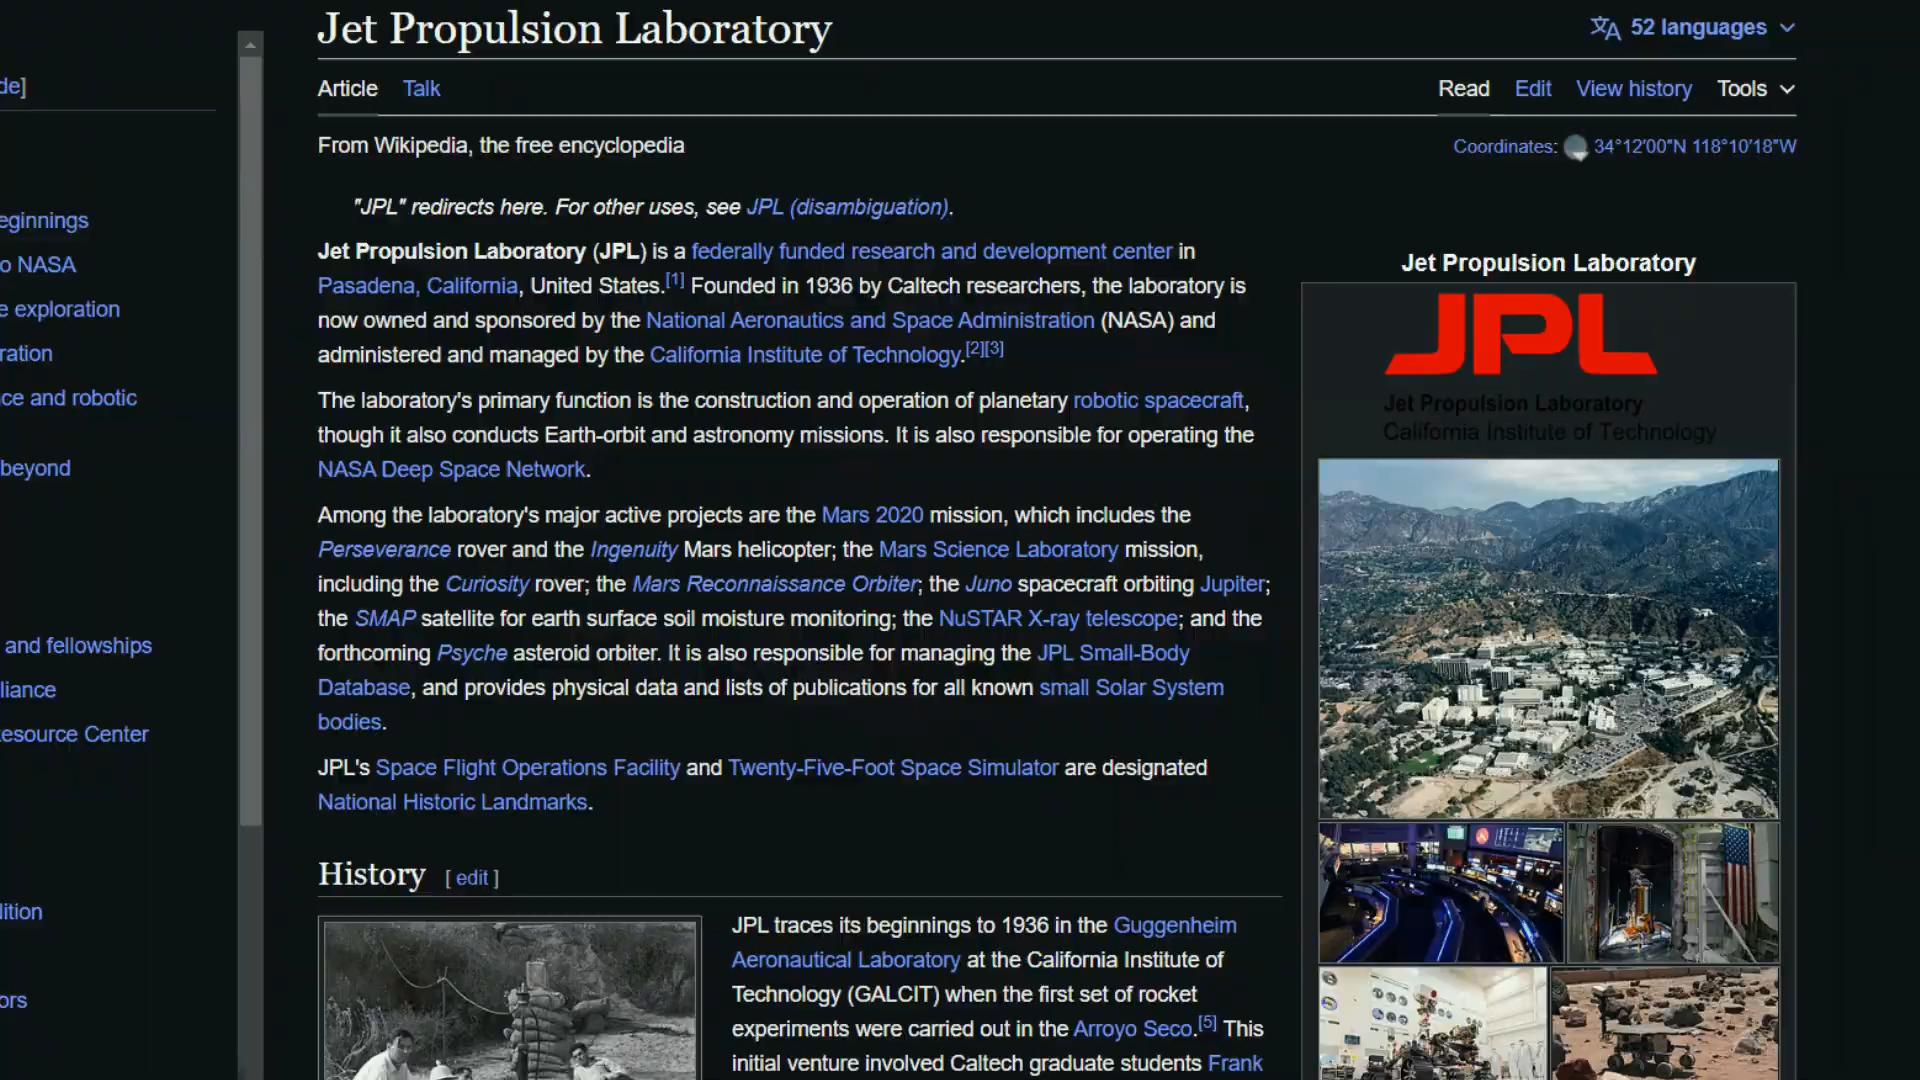 Jet Propulsion Laboratory
52 languages
Article Talk
Read Edit View history Tools
From Wikipedia, the free encyclopedia
Coordinates: 34°12′00″N 118°10′18″W
"JPL" redirects here. For other uses, see JPL (disambiguation).
Jet Propulsion Laboratory (JPL) is a federally funded research and development center in
Pasadena, California, United States.[1] Founded in 1936 by Caltech researchers, the laboratory is
now owned and sponsored by the National Aeronautics and Space Administration (NASA) and
administered and managed by the California Institute of Technology.[2][3]
The laboratory's primary function is the construction and operation of planetary robotic spacecraft,
though it also conducts Earth-orbit and astronomy missions. It is also responsible for operating the
NASA Deep Space Network.
Among the laboratory's major active projects are the Mars 2020 mission, which includes the
Perseverance rover and the Ingenuity Mars helicopter; the Mars Science Laboratory mission,
including the Curiosity rover; the Mars Reconnaissance Orbiter; the Juno spacecraft orbiting Jupiter;
the SMAP satellite for earth surface soil moisture monitoring; the NuSTAR X-ray telescope; and the
forthcoming Psyche asteroid orbiter. It is also responsible for managing the JPL Small-Body
Database, and provides physical data and lists of publications for all known small Solar System
bodies.
JPL's Space Flight Operations Facility and Twenty-Five-Foot Space Simulator are designated
National Historic Landmarks.
History [ edit ]
JPL traces its beginnings to 1936 in the Guggenheim
Aeronautical Laboratory at the California Institute of
Technology (GALCIT) when the first set of rocket
experiments were carried out in the Arroyo Seco.[5] This
initial venture involved Caltech graduate students Frank
Jet Propulsion Laboratory
JPL
Jet Propulsion Laboratory
California Institute of Technology
de]
eginnings
o NASA
e exploration
ration
ce and robotic
beyond
and fellowships
liance
esource Center
lition
ors